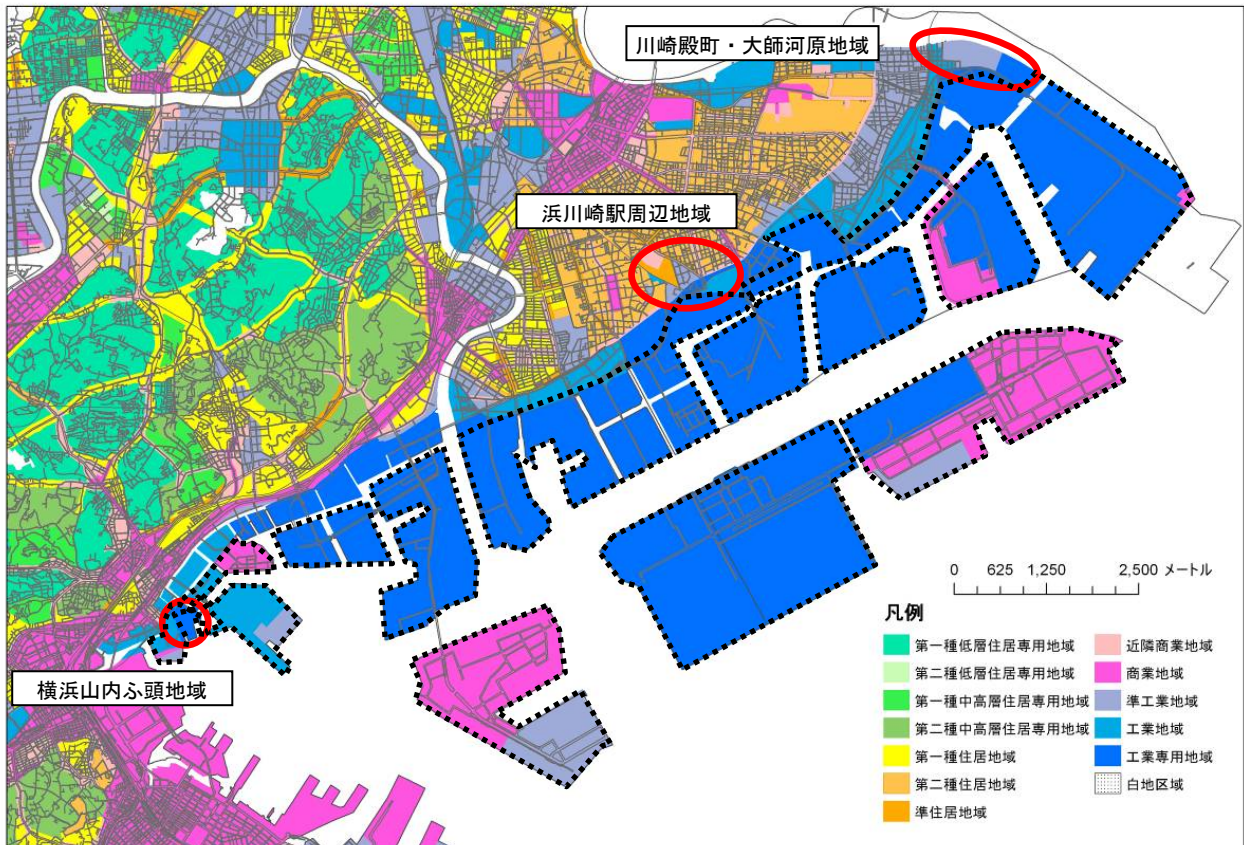 川崎殿町・大師河原地域
浜川崎駅周辺地域
横浜山内ふ頭地域
0 625 1,250 2,500 メートル
凡例
第一種低層住居専用地域
第二種低層住居専用地域
第一種中高層住居専用地域
第二種中高層住居専用地域
第一種住居地域
第二種住居地域
準住居地域
近隣商業地域
商業地域
準工業地域
工業地域
工業専用地域
白地区域